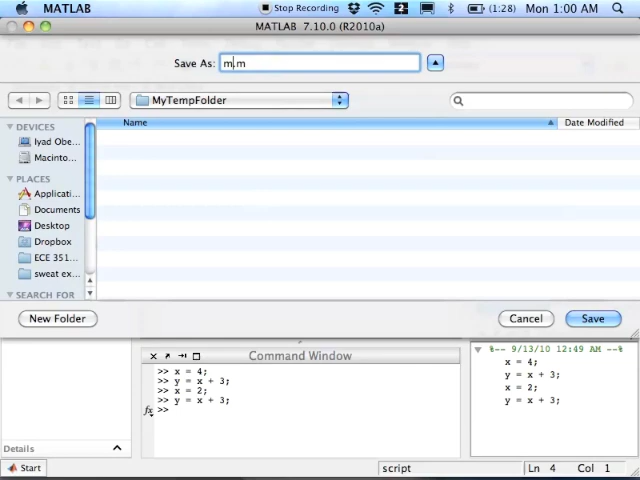 MATLAB Stop Recording (1:28) Mon 1:00 AM
MATLAB 7.10.0 (R2010a)
Save As: m.m
MyTempFolder
DEVICES
Iyad Obe...
Macinto...
PLACES
Applicati...
Documents
Desktop
Dropbox
ECE 351...
sweat ex...
SEARCH FOR
Name Date Modified
New Folder Cancel Save
Command Window
>> x = 4;
>> y = x + 3;
>> x = 2;
>> y = x + 3;
fx >>
%-- 9/13/10 12:49 AM --%
x = 4;
y = x + 3;
x = 2;
y = x + 3;
Details
Start script Ln 4 Col 1